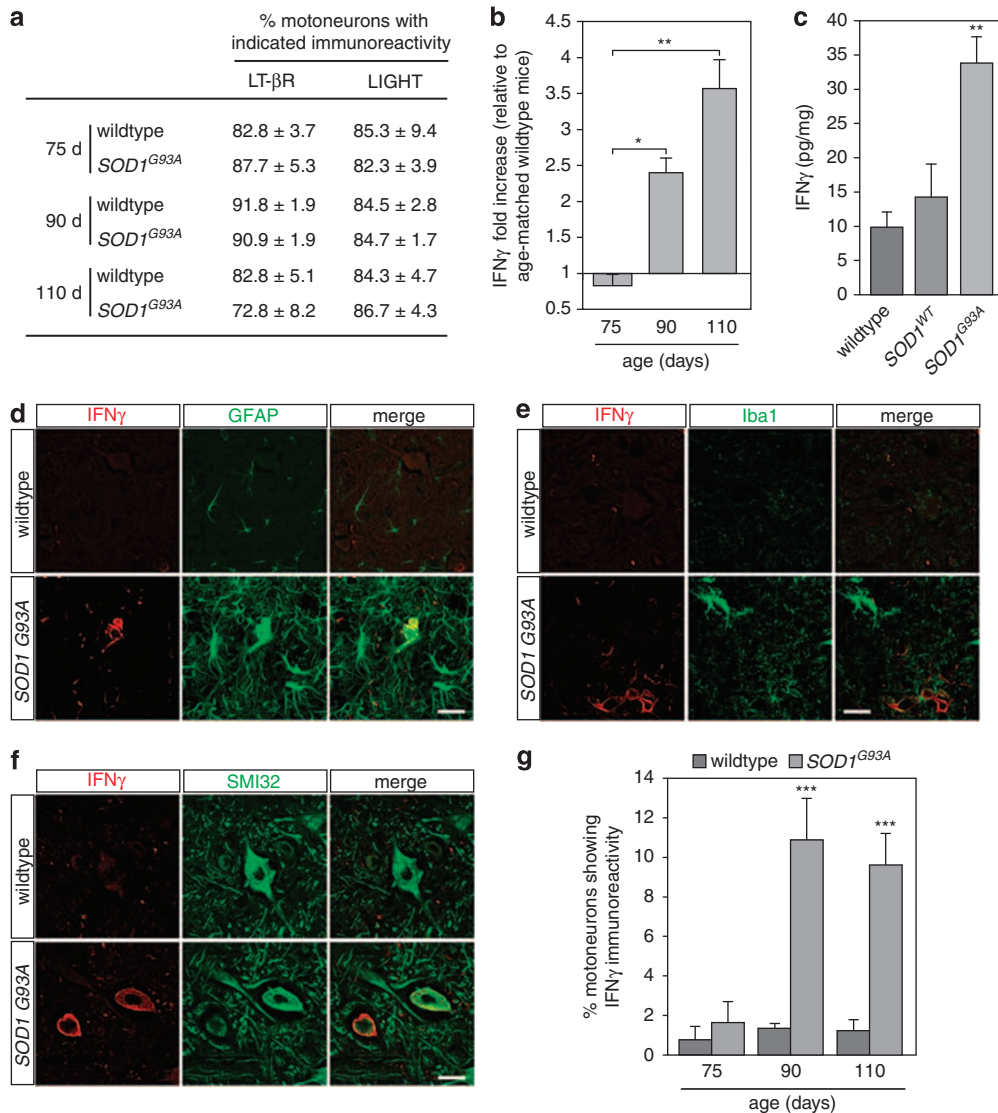 a
% motoneurons with
indicated immunoreactivity
LT-βR LIGHT
75 d
wildtype 82.8 ± 3.7 85.3 ± 9.4
SOD1G93A 87.7 ± 5.3 82.3 ± 3.9
90 d
wildtype 91.8 ± 1.9 84.5 ± 2.8
SOD1G93A 90.9 ± 1.9 84.7 ± 1.7
110 d
wildtype 82.8 ± 5.1 84.3 ± 4.7
SOD1G93A 72.8 ± 8.2 86.7 ± 4.3
b
IFNγ fold increase (relative to
age-matched wildtype mice)
4.5
4
3.5
3
2.5
2
1.5
1
0.5
*
**
75 90 110
age (days)
c
IFNγ (pg/mg)
40
35
30
25
20
15
10
5
0
**
wildtype
SOD1WT
SOD1G93A
d
IFNγ GFAP merge
wildtype
SOD1 G93A
e
IFNγ Iba1 merge
wildtype
SOD1 G93A
f
IFNγ SMI32 merge
wildtype
SOD1 G93A
g
wildtype SOD1G93A
% motoneurons showing
IFNγ immunoreactivity
14
12
10
8
6
4
2
0
***
***
75 90 110
age (days)